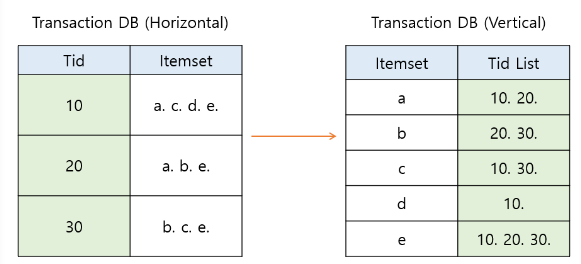 Transaction DB (Horizontal)
Tid Itemset
10 a. c. d. e.
20 a. b. e.
30 b. c. e.
Transaction DB (Vertical)
Itemset Tid List
a 10. 20.
b 20. 30.
c 10. 30.
d 10.
e 10. 20. 30.